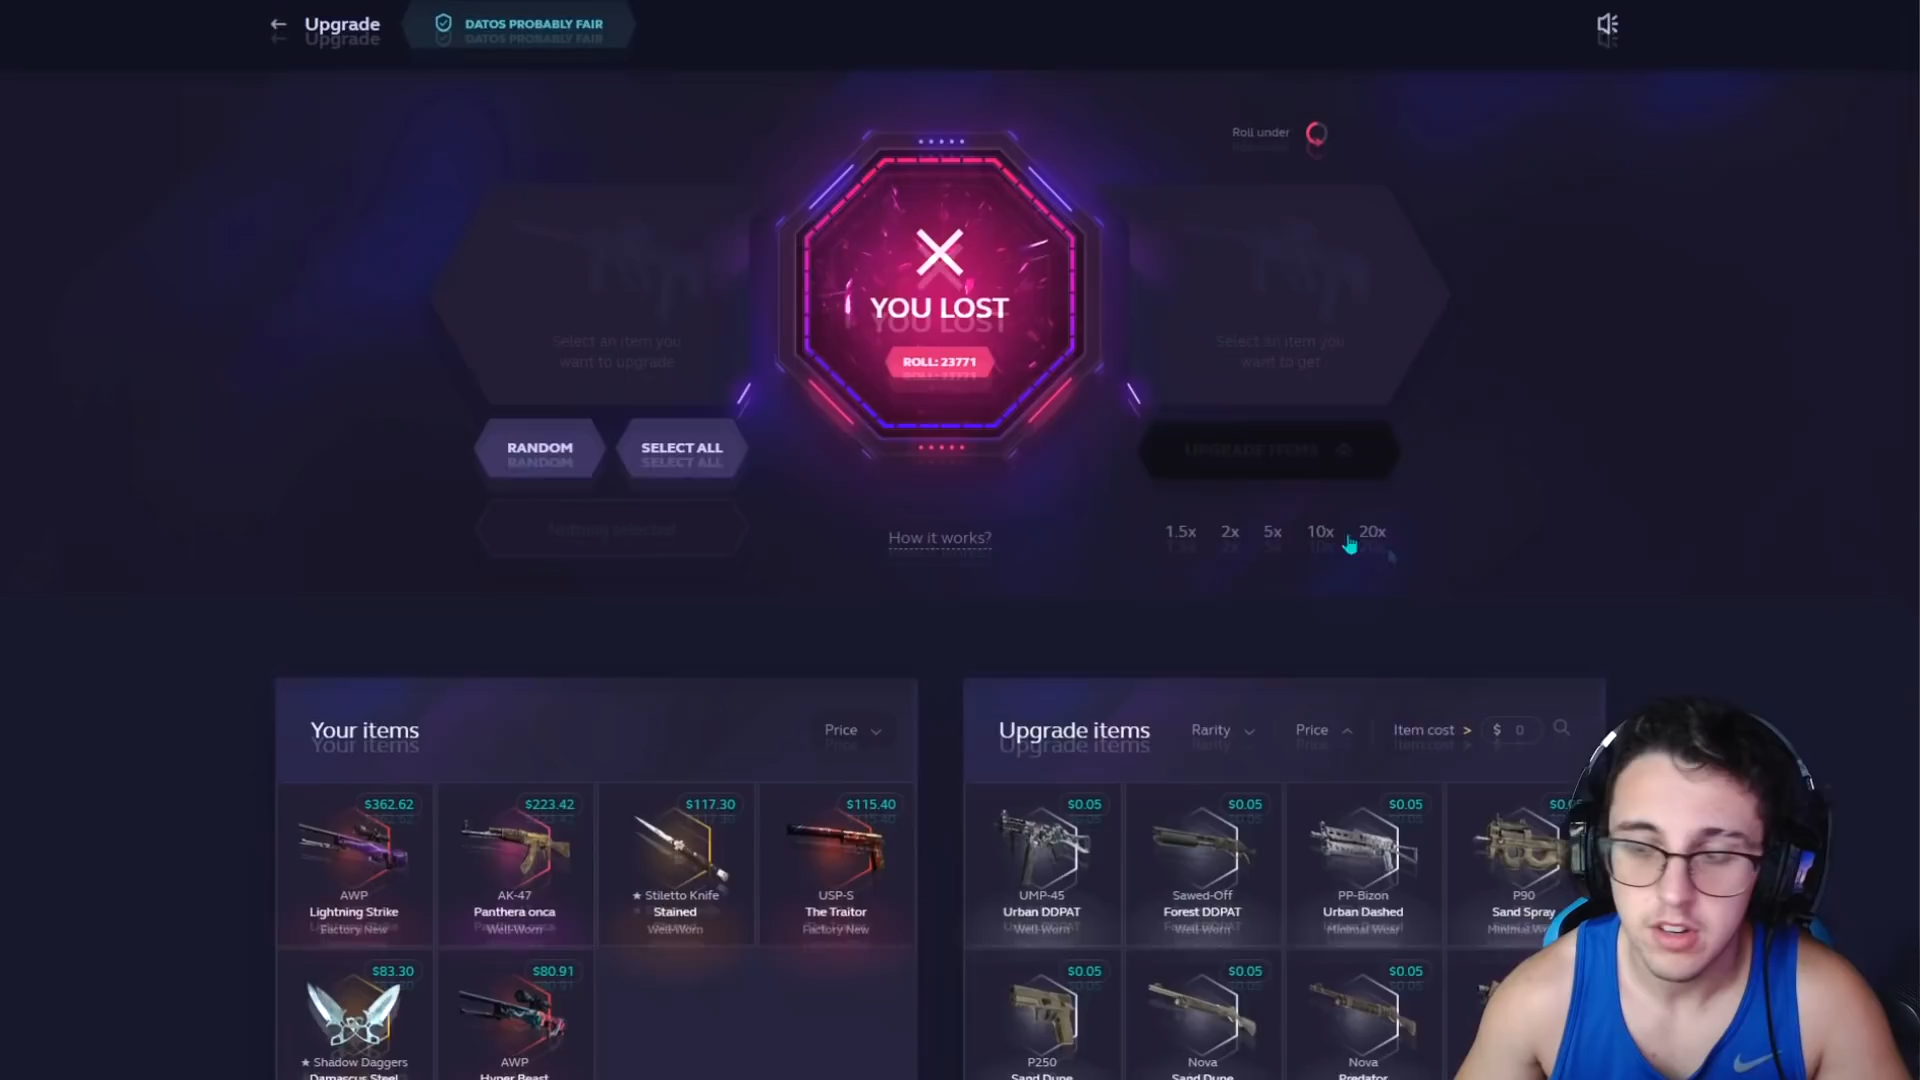 Upgrade
DATOS PROBABLY FAIR
Roll under
YOU LOST
ROLL: 23771
Select an item you
want to upgrade
Select an item you
want to get
RANDOM
SELECT ALL
UPGRADE ITEMS
Nothing selected
How it works?
1.5x 2x 5x 10x 20x
Your items
Price
Upgrade items
Rarity
Price
Item cost >
$ 0
$362.62
AWP
Lightning Strike
Factory New
$223.42
AK-47
Panthera onca
Well-Worn
$117.30
★ Stiletto Knife
Stained
Well-Worn
$115.40
USP-S
The Traitor
Factory New
$83.30
★ Shadow Daggers
Damascus Steel
$80.91
AWP
Hyper Beast
$0.05
UMP-45
Urban DDPAT
Well-Worn
$0.05
Sawed-Off
Forest DDPAT
Well-Worn
$0.05
PP-Bizon
Urban Dashed
Minimal Wear
P90
Sand Spray
Minimal
$0.05
P250
Sand Dune
$0.05
Nova
Sand Dune
$0.05
Nova
Predator